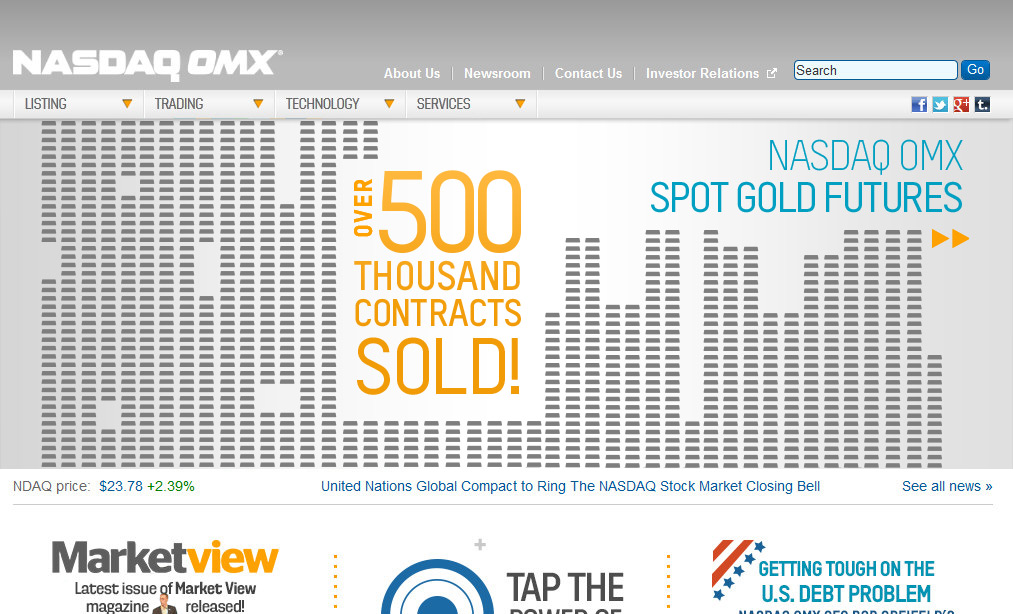 NASDAQ OMX®
About Us
Newsroom
Contact Us
Investor Relations
Search
Go
LISTING
TRADING
TECHNOLOGY
SERVICES
f
g+
t.
NASDAQ OMX
SPOT GOLD FUTURES
OVER
500
THOUSAND
CONTRACTS
SOLD!
NDAQ price: $23.78 +2.39%
United Nations Global Compact to Ring The NASDAQ Stock Market Closing Bell
See all news »
Marketview
Latest issue of Market View
magazine released!
TAP THE
POWER OF
GETTING TOUGH ON THE
U.S. DEBT PROBLEM
NASDAQ OMX CEO BOB GREIFELD'S